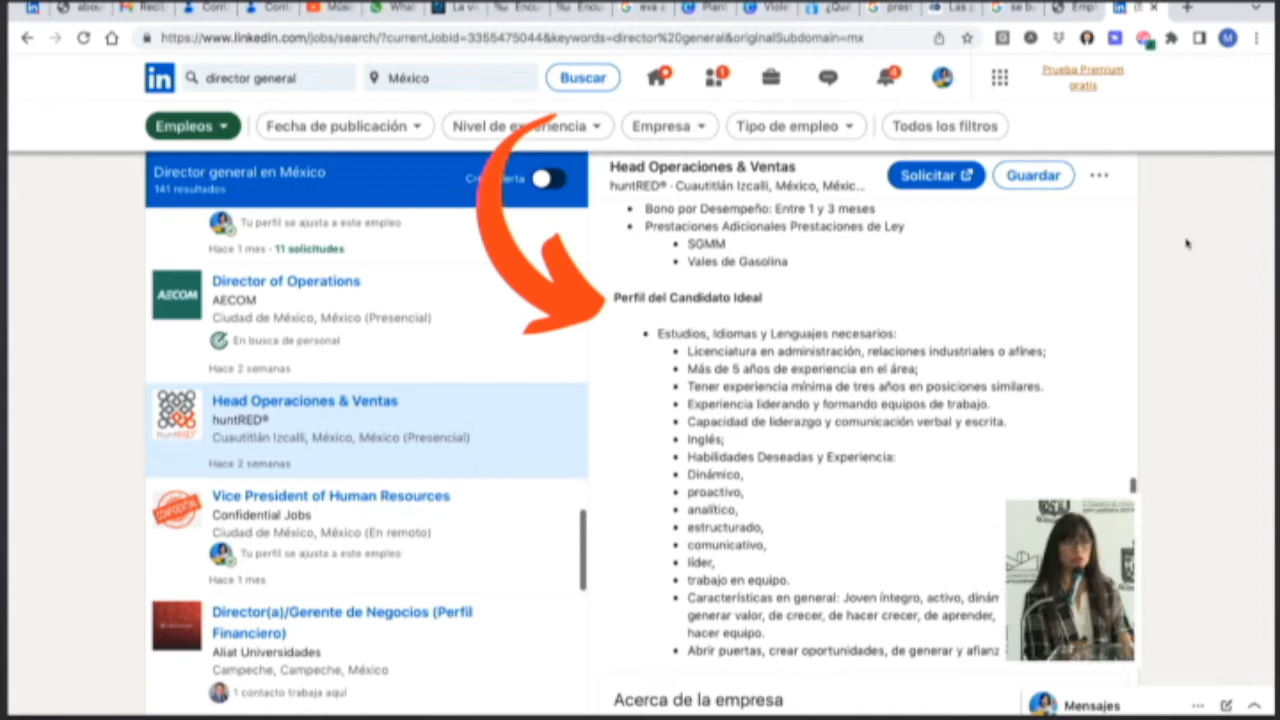 https://www.linkedin.com/jobs/search/?currentJobId=3355475044&keywords=director%20general&originalSubdomain=mx
M
in
director general
México
Buscar
1
4
Prueba Premium
gratis
Empleos
Fecha de publicación
Nivel de experiencia
Empresa
Tipo de empleo
Todos los filtros
Director general en México
141 resultados
Tu perfil se ajusta a este empleo
Hace 1 mes · 11 solicitudes
AECOM
Director of Operations
AECOM
Ciudad de México, México (Presencial)
En busca de personal
Hace 2 semanas
huntRED
Head Operaciones & Ventas
huntRED®
Cuautitlán Izcalli, México, México (Presencial)
Hace 2 semanas
CONFIDENTIAL
Vice President of Human Resources
Confidential Jobs
Ciudad de México, México (En remoto)
Tu perfil se ajusta a este empleo
Hace 1 mes
Director(a)/Gerente de Negocios (Perfil
Financiero)
Aliat Universidades
Campeche, Campeche, México
1 contacto trabaja aquí
Head Operaciones & Ventas
huntRED® · Cuautitlán Izcalli, México, Méxic...
Solicitar
Guardar
• Bono por Desempeño: Entre 1 y 3 meses
• Prestaciones Adicionales Prestaciones de Ley
• SGMM
• Vales de Gasolina
Perfil del Candidato Ideal
• Estudios, Idiomas y Lenguajes necesarios:
• Licenciatura en administración, relaciones industriales o afines;
• Más de 5 años de experiencia en el área;
• Tener experiencia mínima de tres años en posiciones similares.
• Experiencia liderando y formando equipos de trabajo.
• Capacidad de liderazgo y comunicación verbal y escrita.
• Inglés;
• Habilidades Deseadas y Experiencia:
• Dinámico,
• proactivo,
• analítico,
• estructurado,
• comunicativo,
• líder,
• trabajo en equipo.
• Características en general: Joven íntegro, activo, dinám
generar valor, de crecer, de hacer crecer, de aprender,
hacer equipo.
• Abrir puertas, crear oportunidades, de generar y afianz
Acerca de la empresa
Mensajes